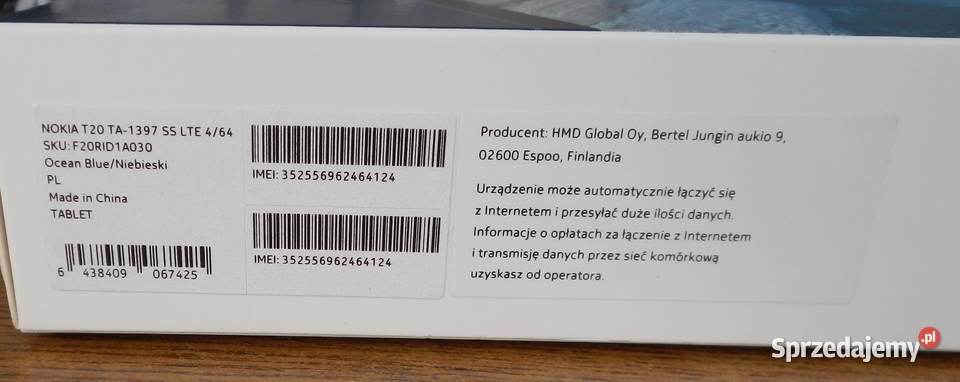 NOKIA T20 TA-1397 SS LTE 4/64
SKU: F20RID1A030
Ocean Blue/Niebieski
PL
Made in China
TABLET
6 438409 067425
IMEI: 352556962464124
IMEI: 352556962464124
Producent: HMD Global Oy, Bertel Jungin aukio 9,
02600 Espoo, Finlandia
Urządzenie może automatycznie łączyć się
z Internetem i przesyłać duże ilości danych.
Informacje o opłatach za łączenie z Internetem
i transmisję danych przez sieć komórkową
uzyskasz od operatora.
Sprzedajemy.pl